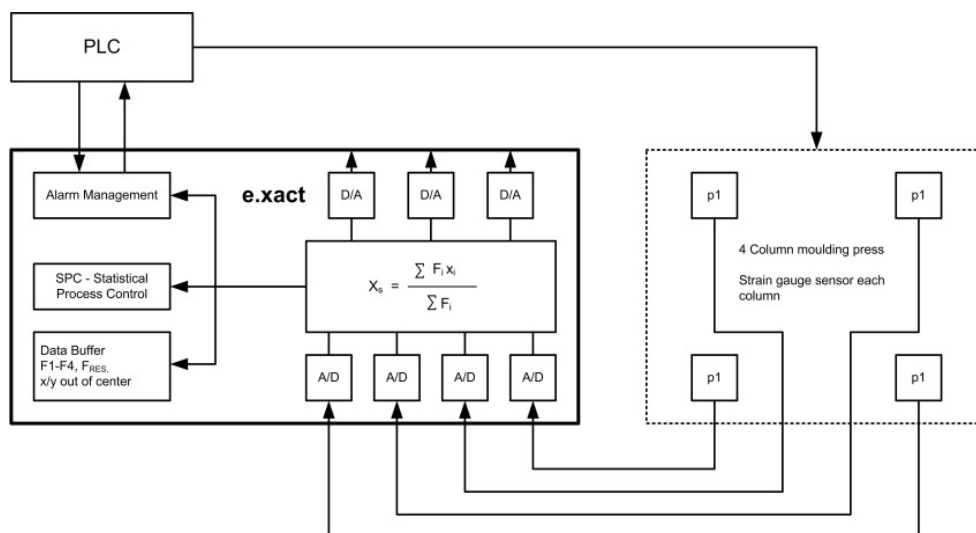 PLC
Alarm Management
e.xact
D/A
D/A
D/A
p1
p1
4 Column moulding press
Strain gauge sensor each
column
SPC - Statistical
Process Control
Xs = ∑ Fi xi
∑ Fi
Data Buffer
F1-F4, FRES,
x/y out of center
A/D
A/D
A/D
A/D
p1
p1